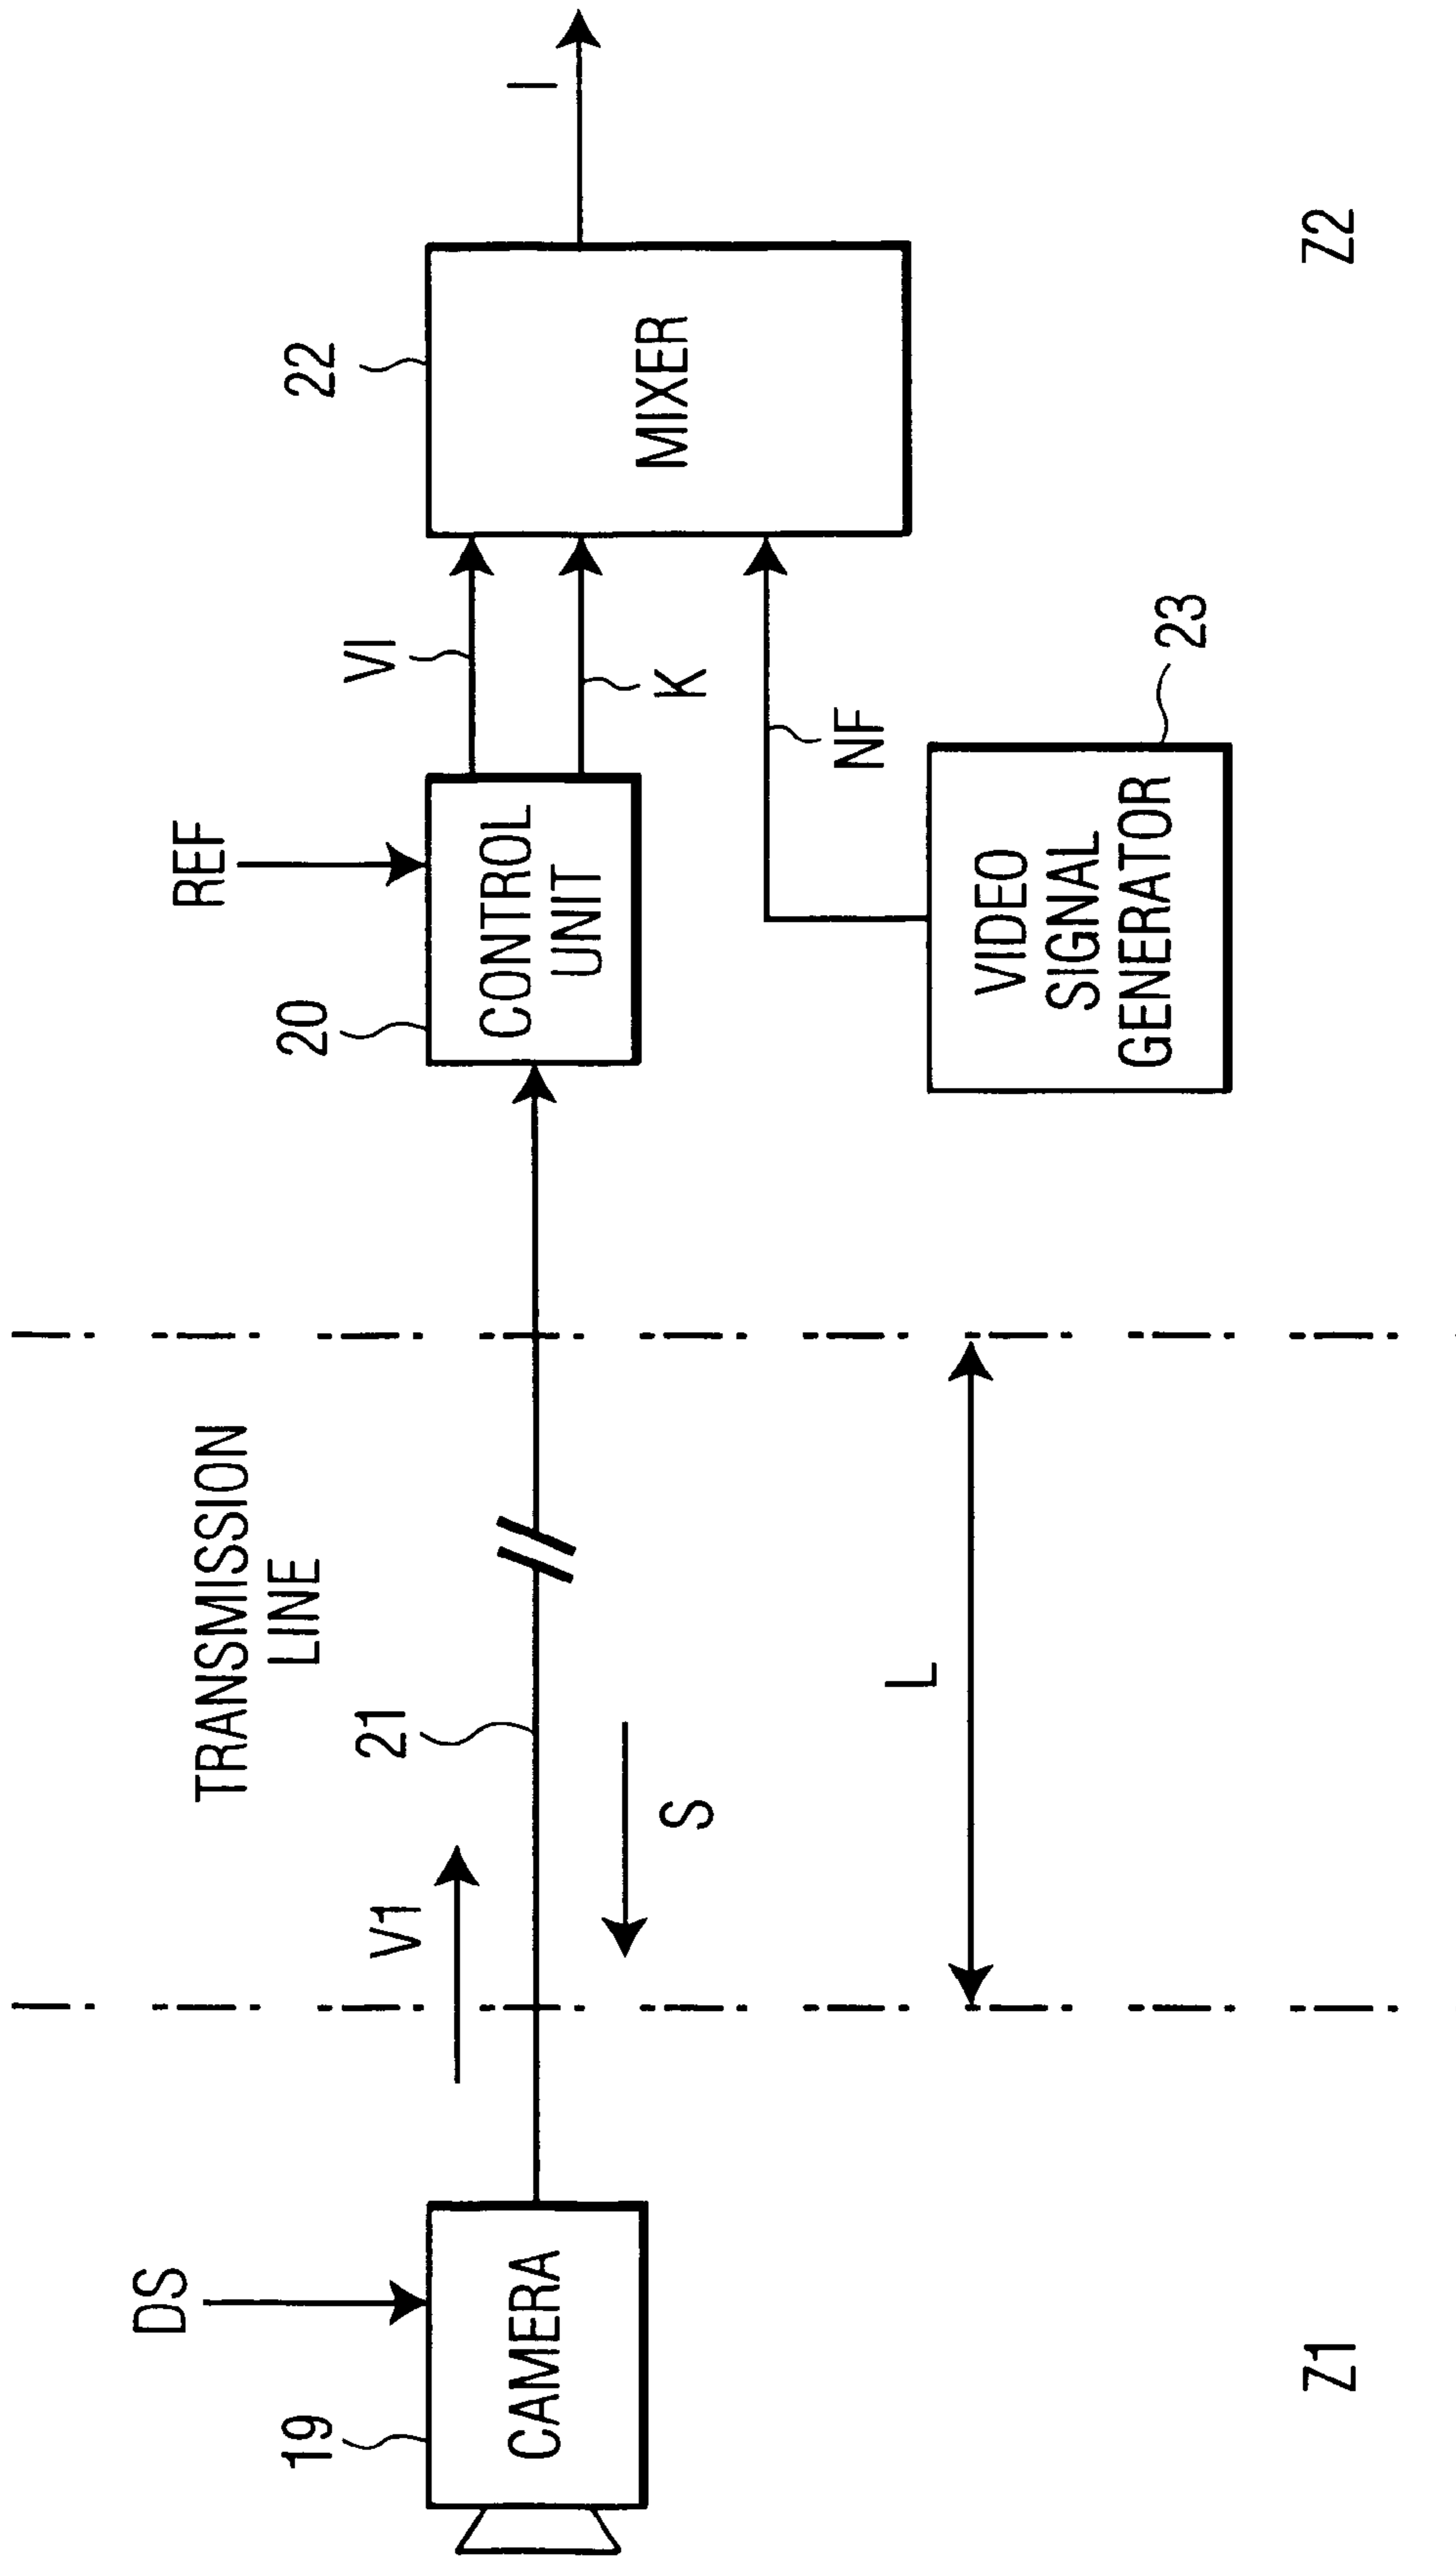 DS
19
CAMERA
Z1
V1
S
TRANSMISSION
LINE
21
L
REF
20
CONTROL
UNIT
VI
K
NF
VIDEO
SIGNAL
GENERATOR
23
22
MIXER
I
Z2